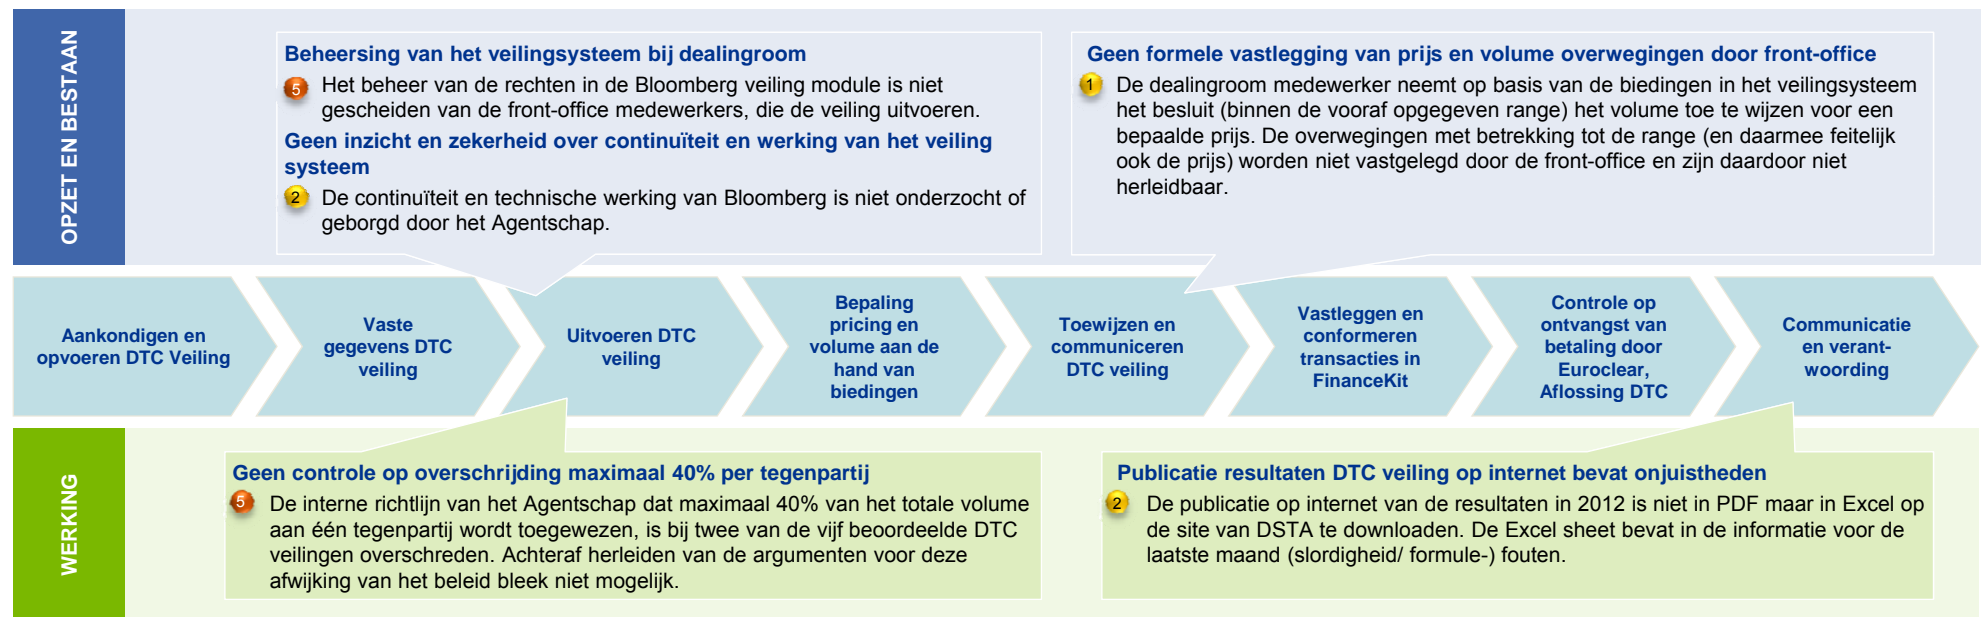 OPZET EN BESTAAN
Beheersing van het veilingsysteem bij dealingroom
5 Het beheer van de rechten in de Bloomberg veiling module is niet
gescheiden van de front-office medewerkers, die de veiling uitvoeren.
Geen inzicht en zekerheid over continuïteit en werking van het veiling
systeem
2 De continuïteit en technische werking van Bloomberg is niet onderzocht of
geborgd door het Agentschap.
Geen formele vastlegging van prijs en volume overwegingen door front-office
1 De dealingroom medewerker neemt op basis van de biedingen in het veilingsysteem
het besluit (binnen de vooraf opgegeven range) het volume toe te wijzen voor een
bepaalde prijs. De overwegingen met betrekking tot de range (en daarmee feitelijk
ook de prijs) worden niet vastgelegd door de front-office en zijn daardoor niet
herleidbaar.
Aankondigen en
opvoeren DTC Veiling
Vaste
gegevens DTC
veiling
Uitvoeren DTC
veiling
Bepaling
pricing en
volume aan de
hand van
biedingen
Toewijzen en
communiceren
DTC veiling
Vastleggen en
conformeren
transacties in
FinanceKit
Controle op
ontvangst van
betaling door
Euroclear,
Aflossing DTC
Communicatie
en verant-
woording
WERKING
Geen controle op overschrijding maximaal 40% per tegenpartij
5 De interne richtlijn van het Agentschap dat maximaal 40% van het totale volume
aan één tegenpartij wordt toegewezen, is bij twee van de vijf beoordeelde DTC
veilingen overschreden. Achteraf herleiden van de argumenten voor deze
afwijking van het beleid bleek niet mogelijk.
Publicatie resultaten DTC veiling op internet bevat onjuistheden
2 De publicatie op internet van de resultaten in 2012 is niet in PDF maar in Excel op
de site van DSTA te downloaden. De Excel sheet bevat in de informatie voor de
laatste maand (slordigheid/ formule-) fouten.